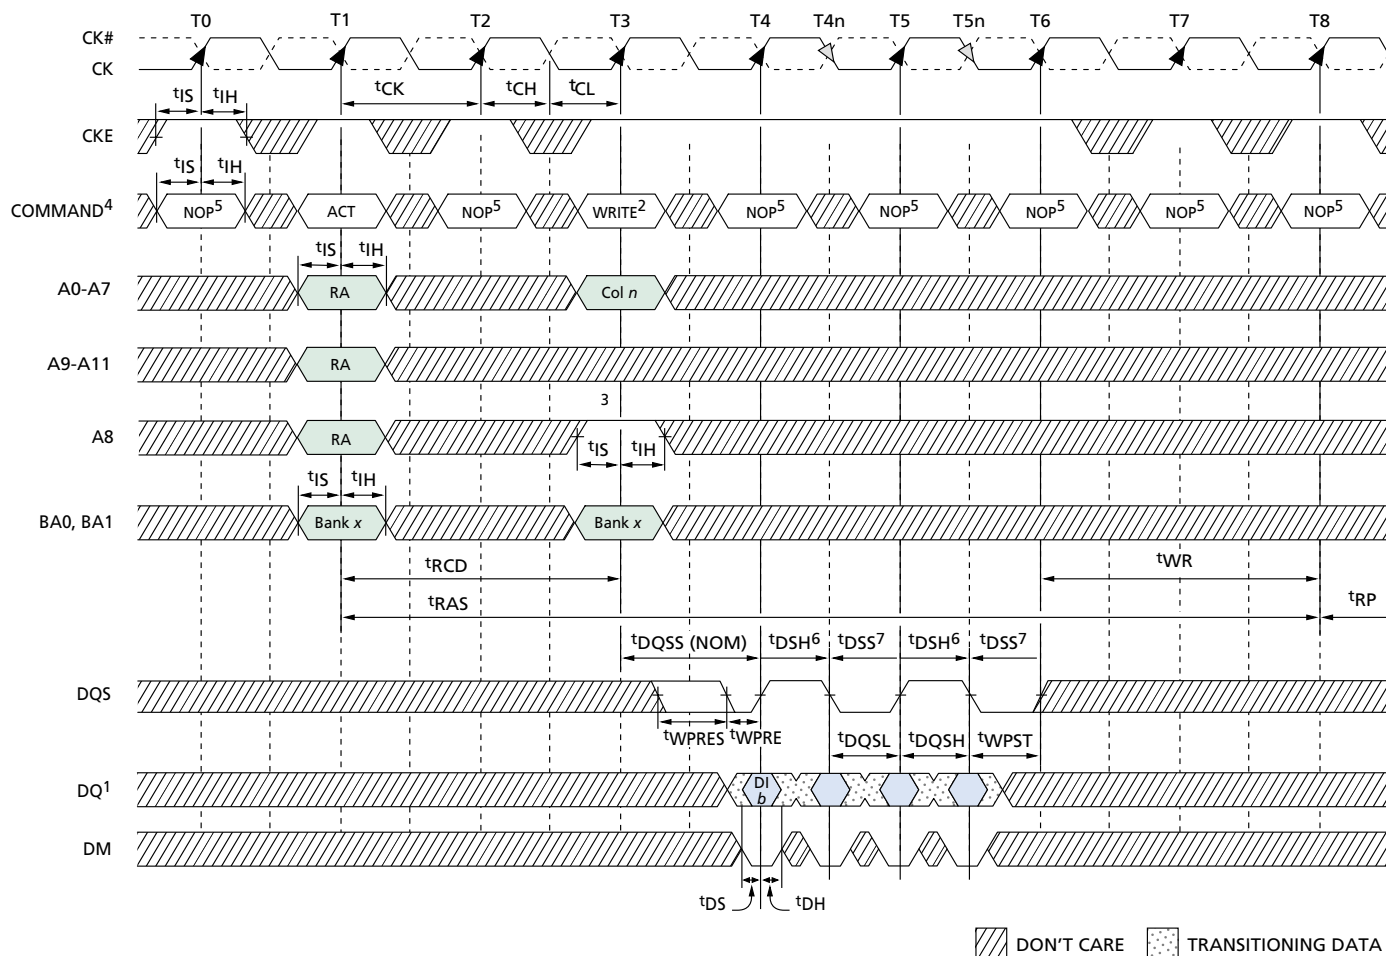 T0 T1 T2 T3 T4 T4n T5 T5n T6 T7 T8
CK#
CK
tIS tIH tCK tCH tCL
CKE
tIS tIH
COMMAND4 NOP5 ACT NOP5 WRITE2 NOP5 NOP5 NOP5 NOP5 NOP5
tIS tIH
A0-A7 RA Col n
A9-A11 RA
3
A8 RA tIS tIH
tIS tIH
BA0, BA1 Bank x Bank x
tRCD tWR
tRAS tRP
tDQSS (NOM) tDSH6 tDSS7 tDSH6 tDSS7
DQS
tWPRES tWPRE tDQSL tDQSH tWPST
DQ1 DI
b
DM
tDS tDH
DON'T CARE TRANSITIONING DATA